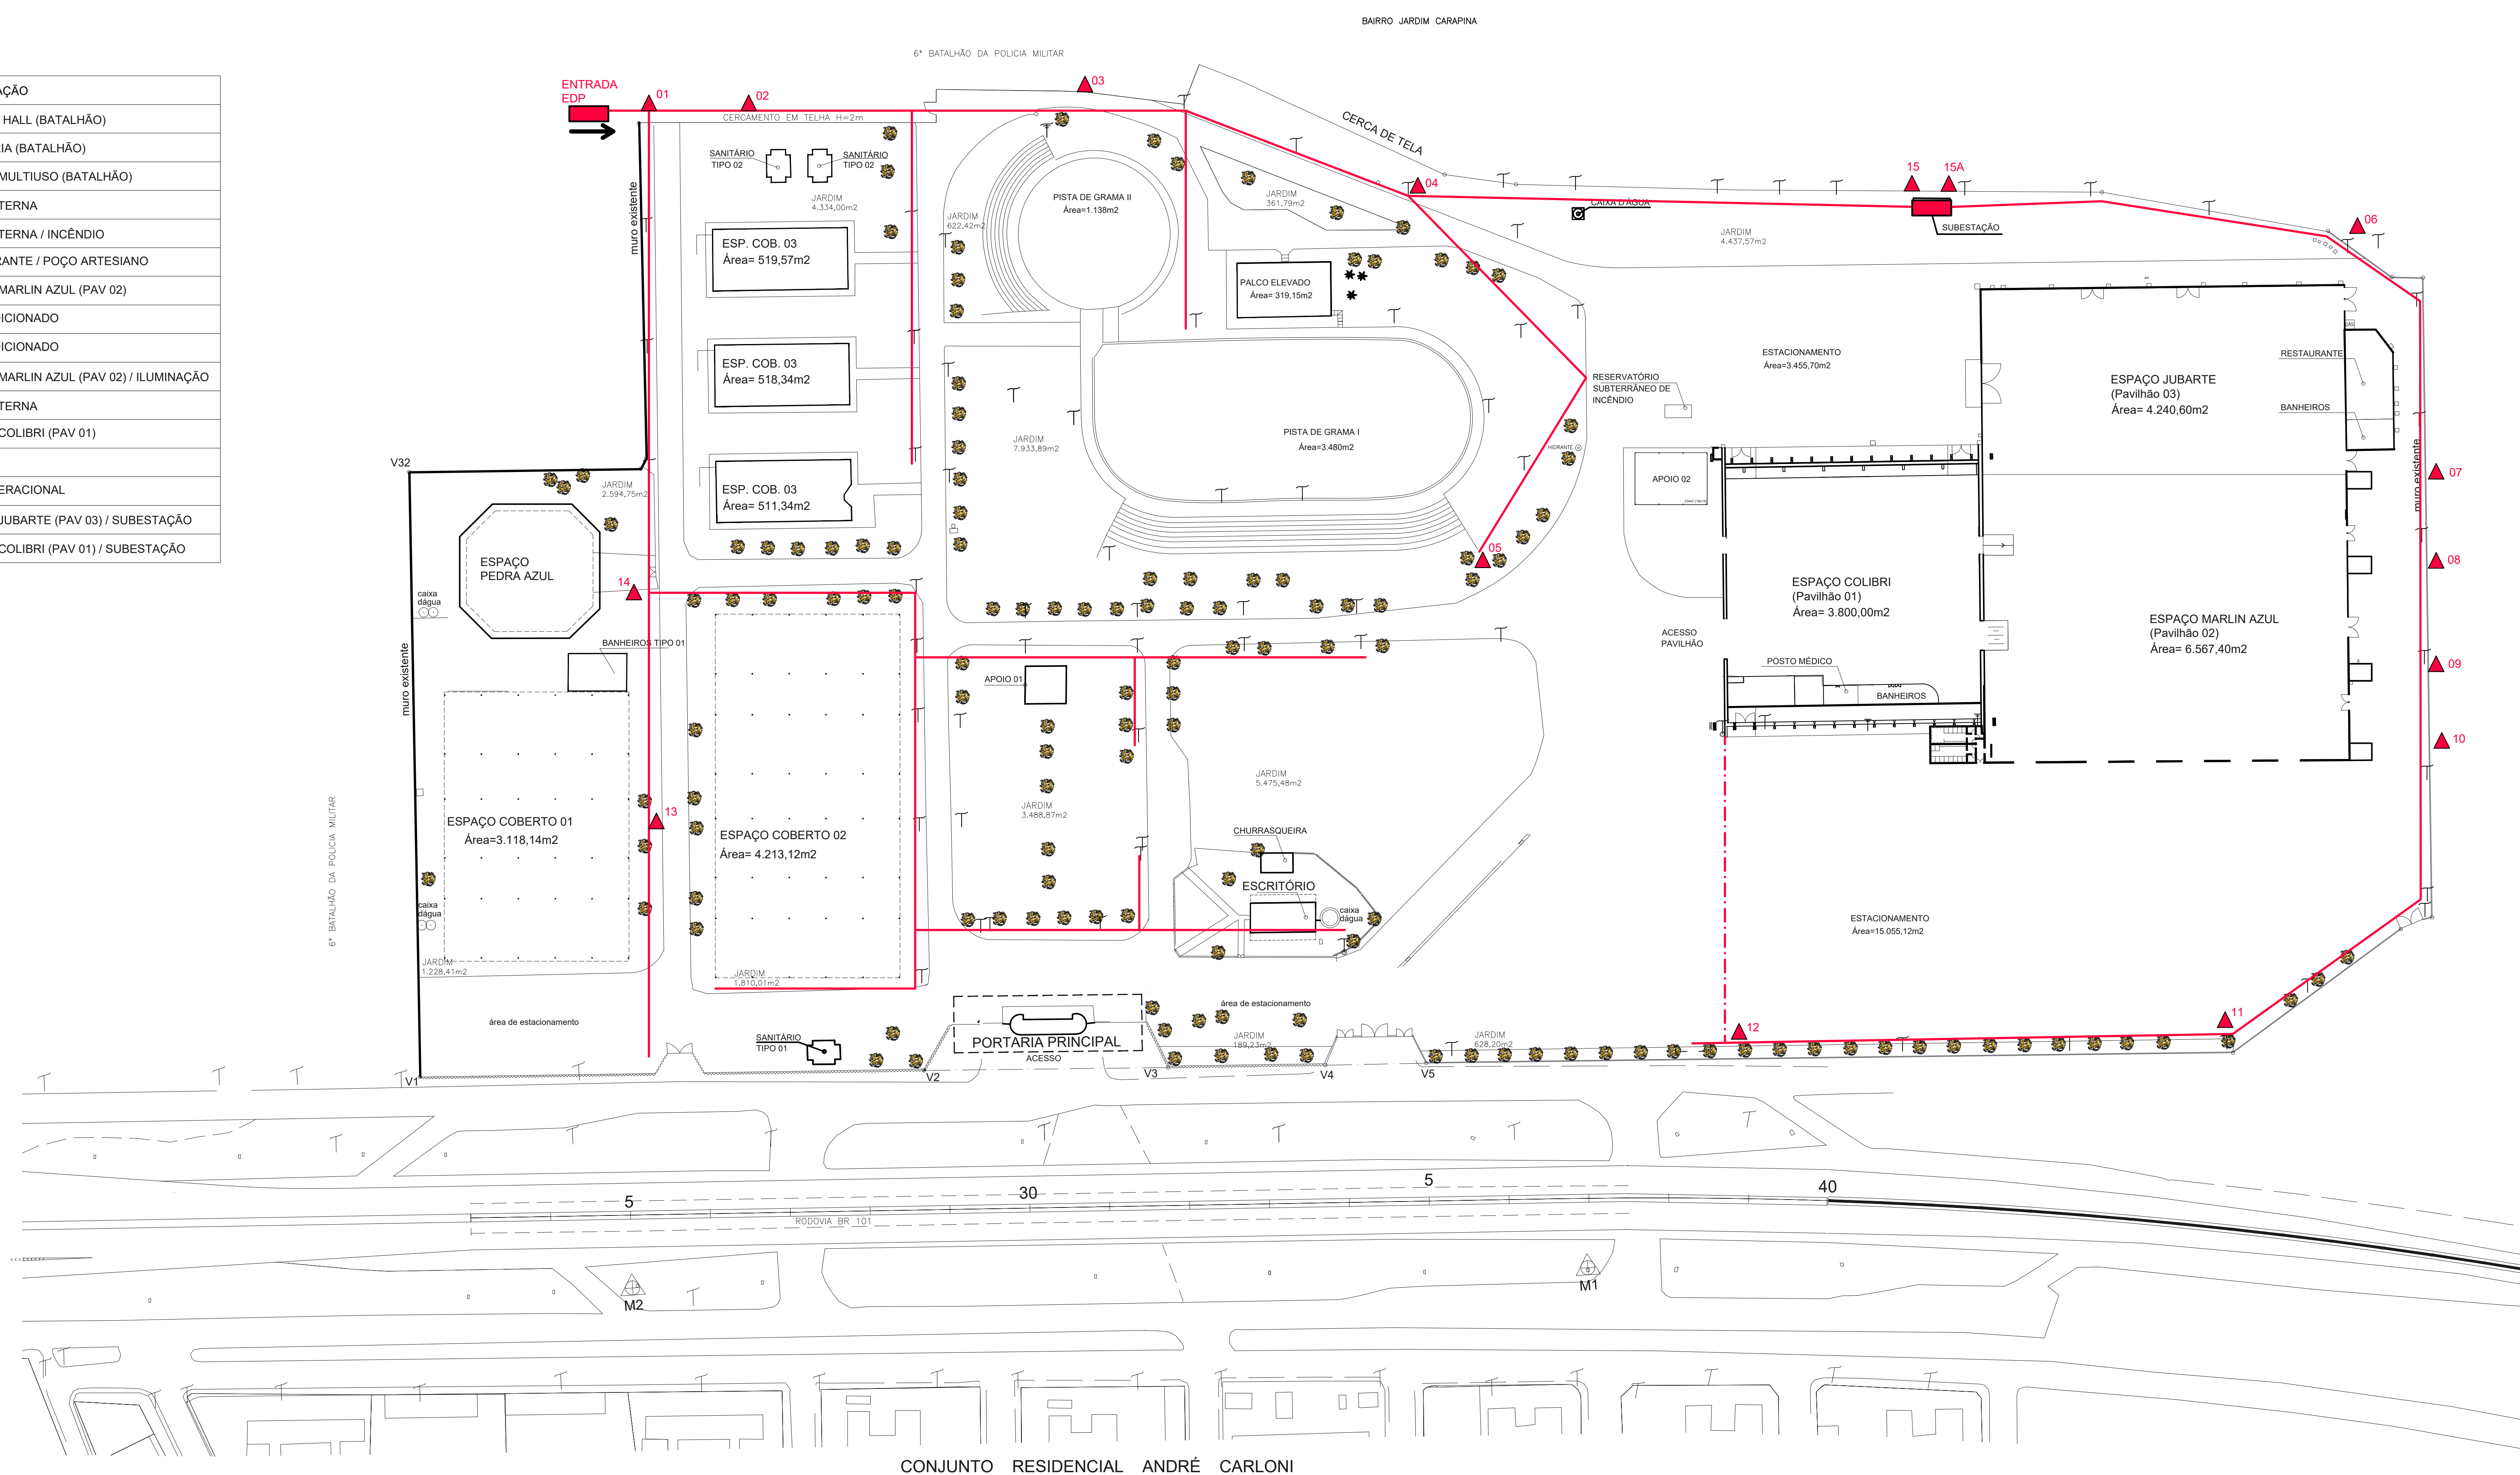 BAIRRO JARDIM CARAPINA
6° BATALHÃO DA POLICIA MILITAR
AÇÃO
HALL (BATALHÃO)
RIA (BATALHÃO)
MULTIUSO (BATALHÃO)
TERNA
TERNA / INCÊNDIO
RANTE / POÇO ARTESIANO
MARLIN AZUL (PAV 02)
DICIONADO
DICIONADO
MARLIN AZUL (PAV 02) / ILUMINAÇÃO
TERNA
COLIBRI (PAV 01)
ERACIONAL
JUBARTE (PAV 03) / SUBESTAÇÃO
COLIBRI (PAV 01) / SUBESTAÇÃO
ENTRADA
EDP
01
02
03
CERCAMENTO EM TELHA H=2m
CERCA DE TELA
SANITÁRIO
TIPO 02
SANITÁRIO
TIPO 02
muro existente
JARDIM
4.334,00m2
JARDIM
622,42m2
PISTA DE GRAMA II
Área=1.138m2
JARDIM
361,79m2
04
15
15A
CAIXA D'ÁGUA
SUBESTAÇÃO
JARDIM
4.437,57m2
06
ESP. COB. 03
Área= 519,57m2
PALCO ELEVADO
Área= 319,15m2
GAS
ESP. COB. 03
Área= 518,34m2
ESTACIONAMENTO
Área=3.455,70m2
RESTAURANTE
RESERVATÓRIO
SUBTERRÂNEO DE
INCÊNDIO
ESPAÇO JUBARTE
(Pavilhão 03)
Área= 4.240,60m2
BANHEIROS
JARDIM
7.933,89m2
PISTA DE GRAMA I
Área=3.480m2
HIDRANTE
muro existente
V32
07
JARDIM
2.594,75m2
ESP. COB. 03
Área= 511,34m2
APOIO 02
05
08
ESPAÇO
PEDRA AZUL
14
caixa
dágua
ESPAÇO COLIBRI
(Pavilhão 01)
Área= 3.800,00m2
ESPAÇO MARLIN AZUL
(Pavilhão 02)
Área= 6.567,40m2
BANHEIROS TIPO 01
ACESSO
PAVILHÃO
POSTO MÉDICO
BANHEIROS
09
muro existente
APOIO 01
10
JARDIM
5.475,48m2
JARDIM
3.488,87m2
13
ESPAÇO COBERTO 01
Área=3.118,14m2
ESPAÇO COBERTO 02
Área= 4.213,12m2
CHURRASQUEIRA
ESCRITÓRIO
caixa
dágua
6° BATALHÃO DA POLICIA MILITAR
caixa
dágua
ESTACIONAMENTO
Área=15.055,12m2
JARDIM
1.228,41m2
JARDIM
1.810,01m2
área de estacionamento
área de estacionamento
SANITÁRIO
TIPO 01
PORTARIA PRINCIPAL
ACESSO
JARDIM
189,23m2
JARDIM
628,20m2
12
11
V1
V2
V3
V4
V5
5
30
5
40
RODOVIA BR 101
M2
M1
CONJUNTO RESIDENCIAL ANDRÉ CARLONI